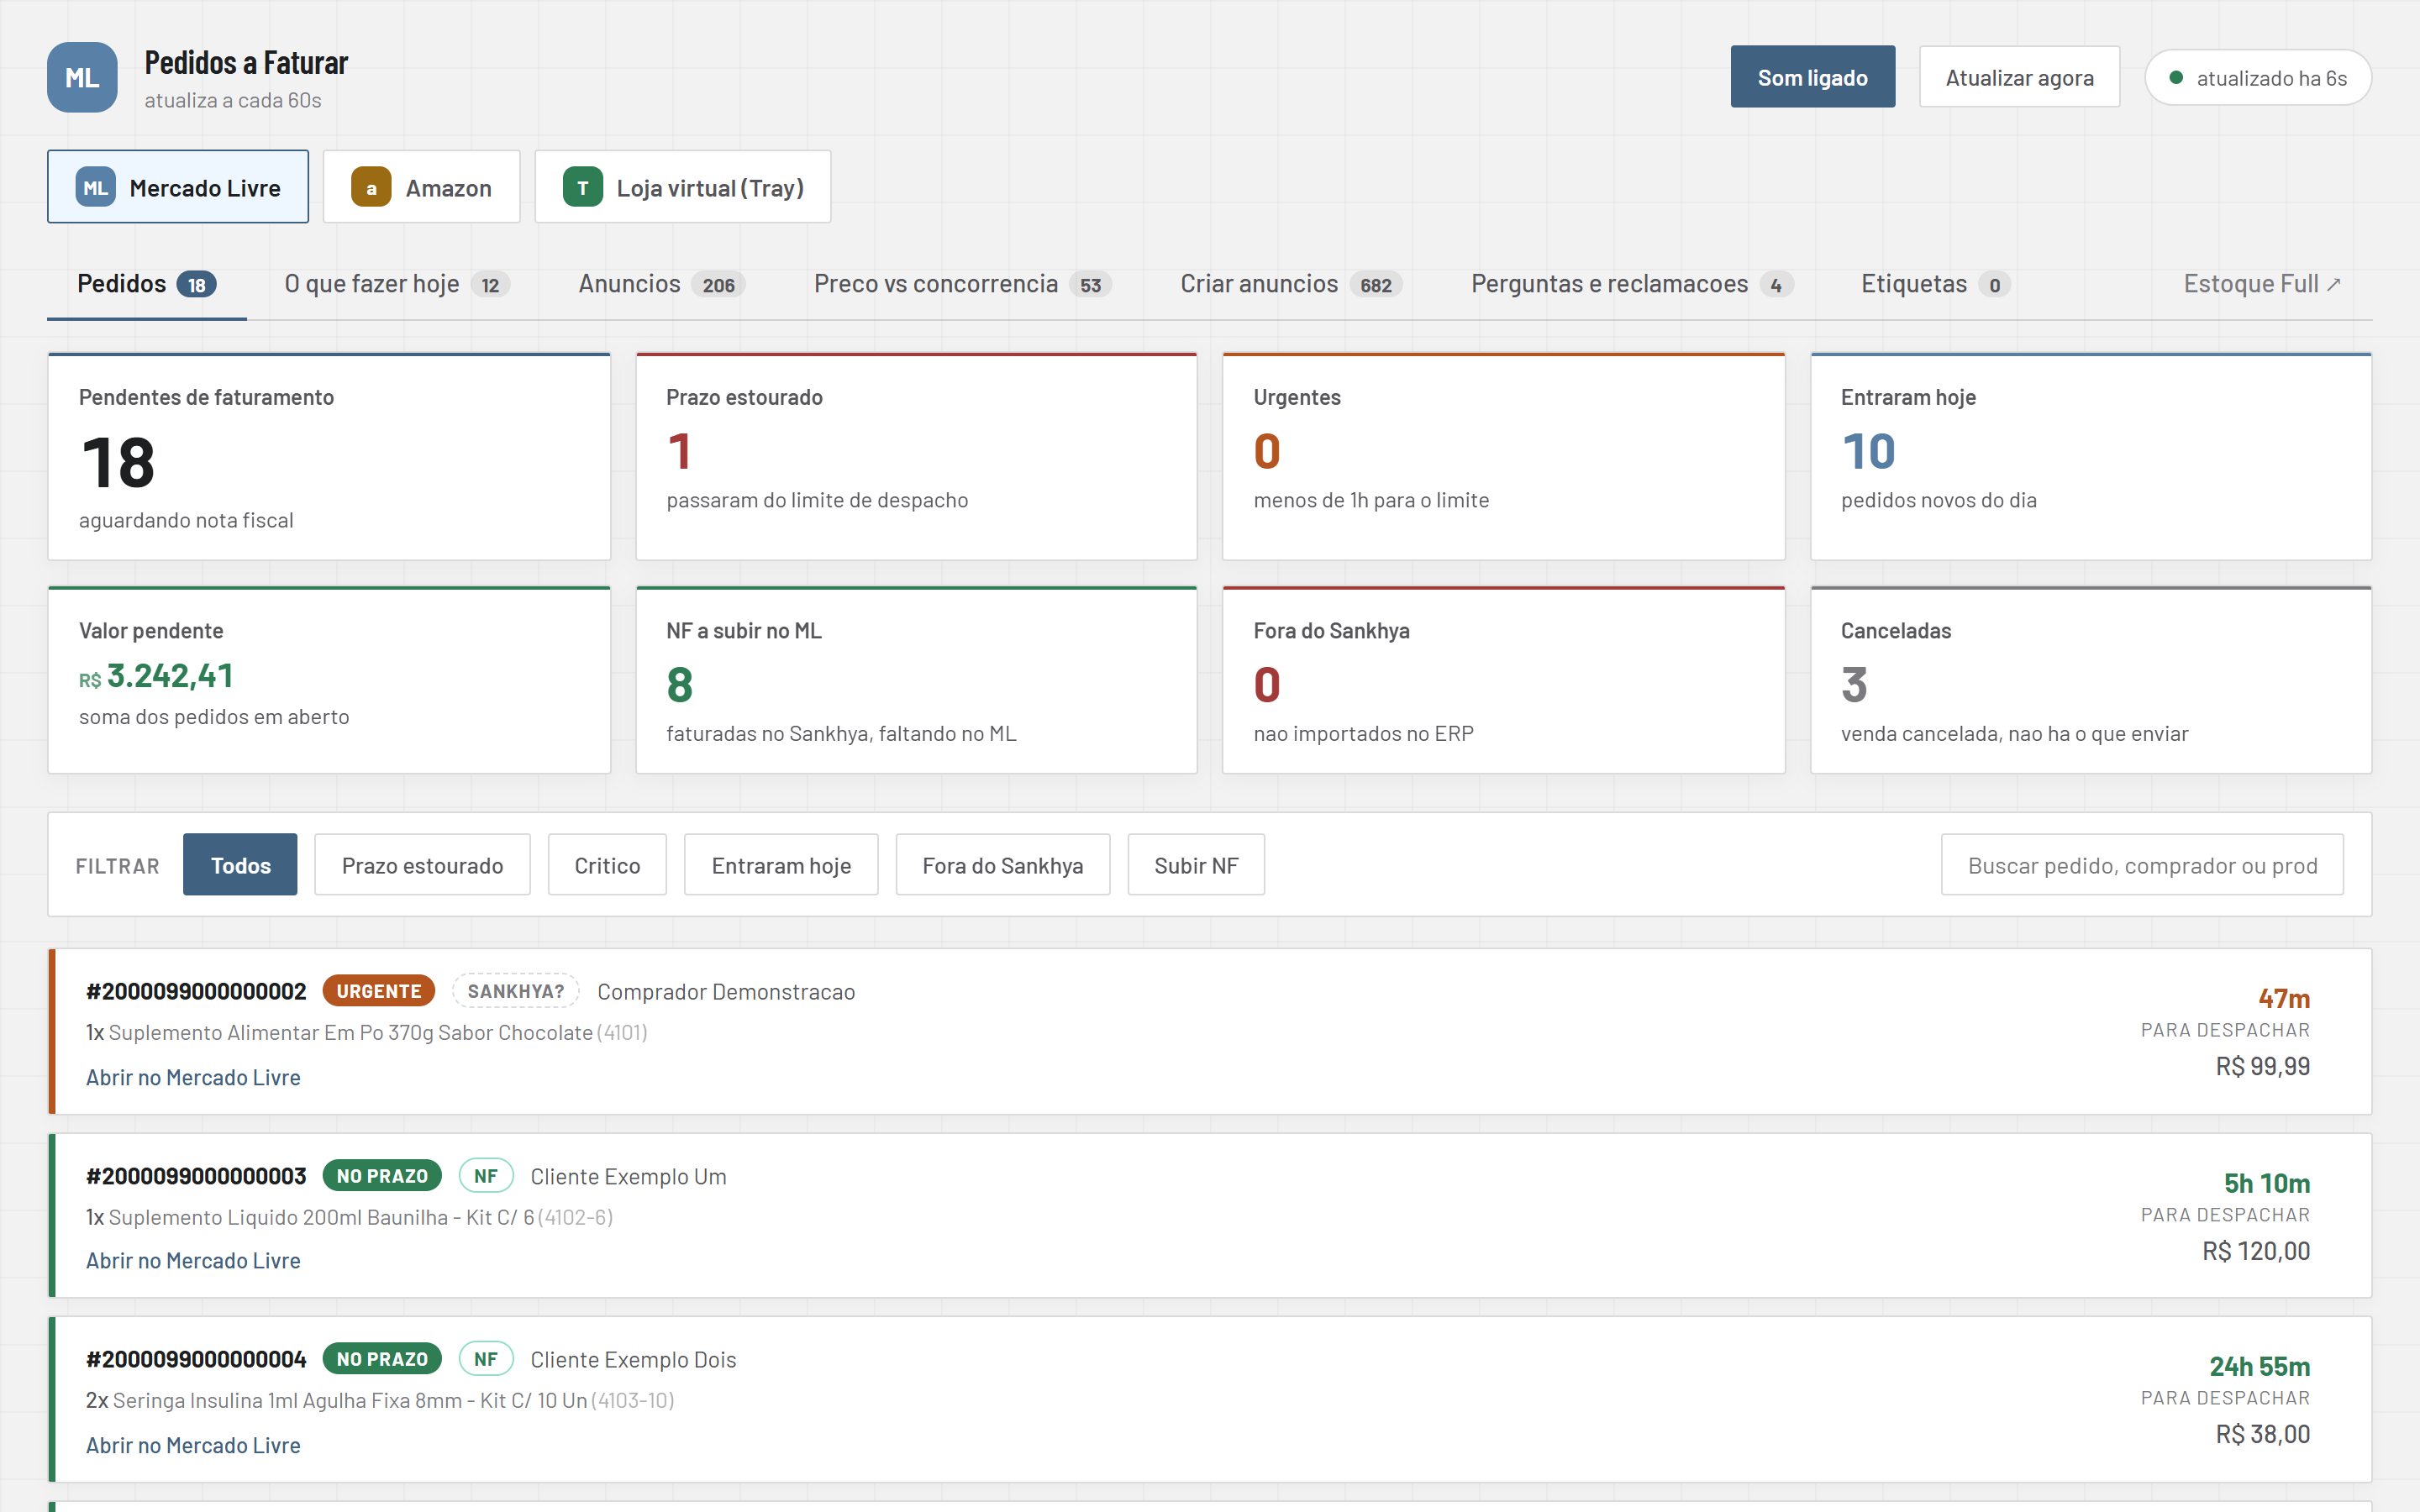 ML
Pedidos a Faturar
atualiza a cada 60s
Som ligado
Atualizar agora
atualizado ha 6s
ML Mercado Livre
a Amazon
T Loja virtual (Tray)
Pedidos 18
O que fazer hoje 12
Anuncios 206
Preco vs concorrencia 53
Criar anuncios 682
Perguntas e reclamacoes 4
Etiquetas 0
Estoque Full ↗
Pendentes de faturamento
18
aguardando nota fiscal
Prazo estourado
1
passaram do limite de despacho
Urgentes
0
menos de 1h para o limite
Entraram hoje
10
pedidos novos do dia
Valor pendente
R$ 3.242,41
soma dos pedidos em aberto
NF a subir no ML
8
faturadas no Sankhya, faltando no ML
Fora do Sankhya
0
nao importados no ERP
Canceladas
3
venda cancelada, nao ha o que enviar
FILTRAR
Todos
Prazo estourado
Critico
Entraram hoje
Fora do Sankhya
Subir NF
Buscar pedido, comprador ou prod
#2000099000000002 URGENTE SANKHYA? Comprador Demonstracao
1x Suplemento Alimentar Em Po 370g Sabor Chocolate (4101)
Abrir no Mercado Livre
47m
PARA DESPACHAR
R$ 99,99
#2000099000000003 NO PRAZO NF Cliente Exemplo Um
1x Suplemento Liquido 200ml Baunilha - Kit C/ 6 (4102-6)
Abrir no Mercado Livre
5h 10m
PARA DESPACHAR
R$ 120,00
#2000099000000004 NO PRAZO NF Cliente Exemplo Dois
2x Seringa Insulina 1ml Agulha Fixa 8mm - Kit C/ 10 Un (4103-10)
Abrir no Mercado Livre
24h 55m
PARA DESPACHAR
R$ 38,00